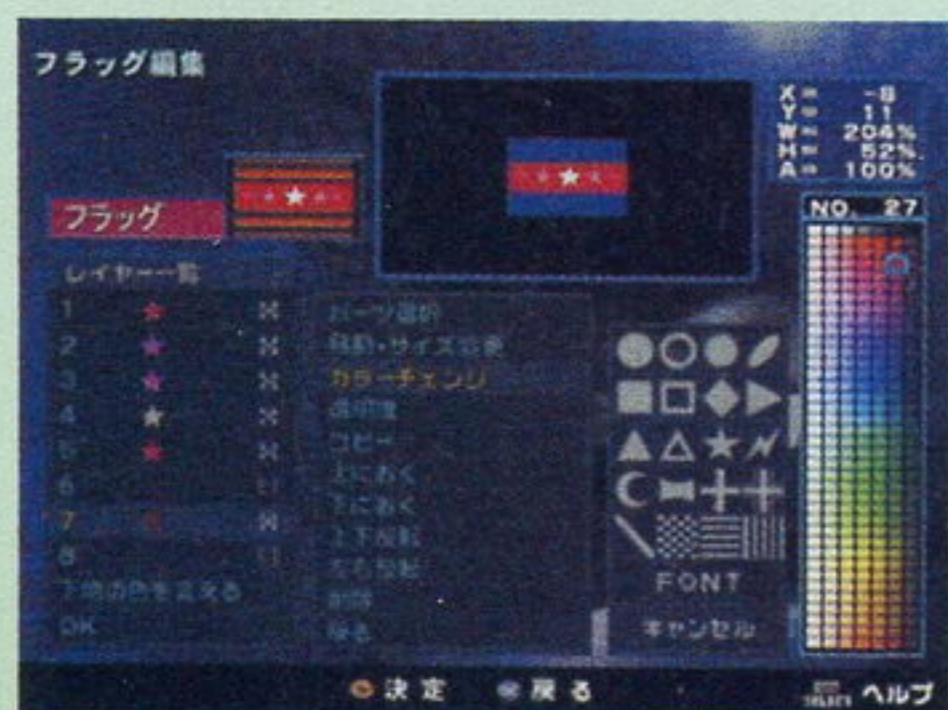 フラッグ編集
X= -8
Y= 11
W= 204%
H= 52%
A= 100%
フラッグ
NO. 27
レイヤー一覧
1
2
3
4
5
6
7
8
下地の色を変える
OK
パーツ選択
移動・サイズ変更
カラーチェンジ
透明度
コピー
上におく
下におく
上下反転
左右反転
削除
戻る
FONT
キャンセル
決定
戻る
SELECT ヘルプ